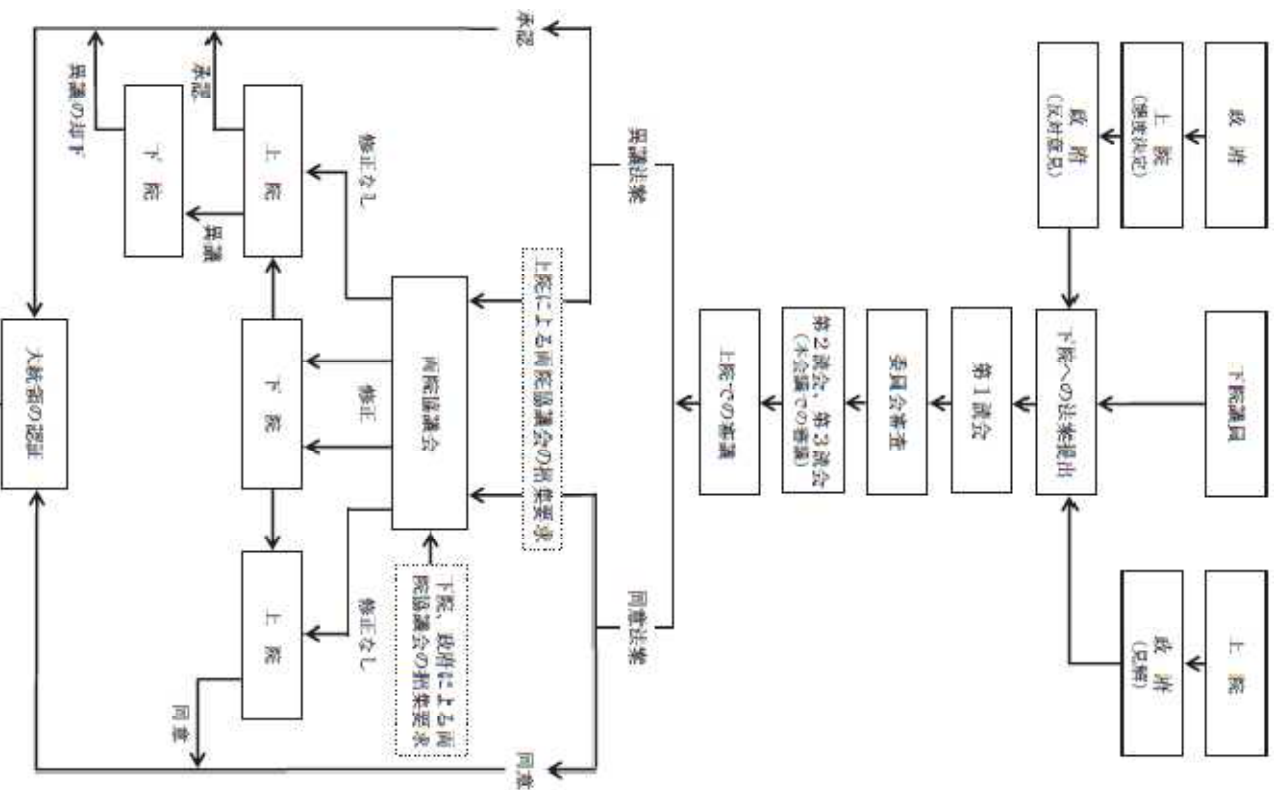 政府
下院議員
上院
上院
(態度決定)
政府
(見解)
政府
(反対意見)
下院への法案提出
第1読会
委員会審査
第2読会、第3読会
(本会議での審議)
上院での審議
異議法案
同意法案
承認
上院による両院協議会の招集要求
同意
両院協議会
下院、政府による両
院協議会の招集要求
修正なし
修正
修正なし
上院
下院
上院
承認
異議
同意
下院
異議の却下
大統領の認証